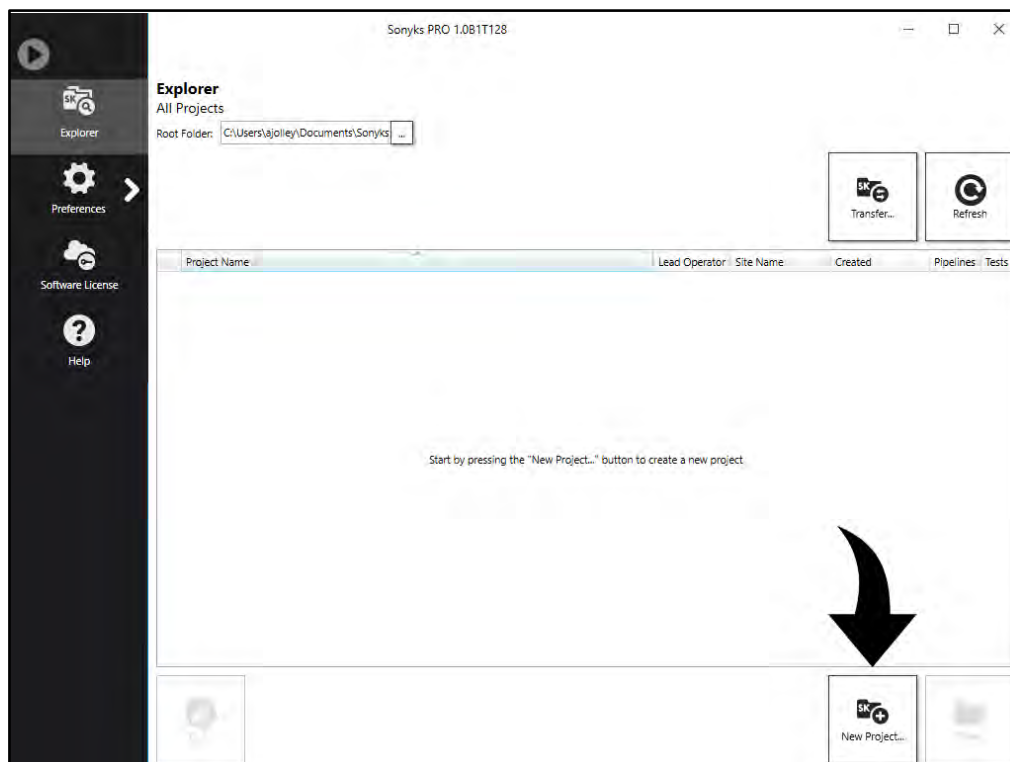 Sonyks PRO 1.0B1T128
Explorer
Preferences
Software License
Help
Explorer
All Projects
Root Folder: C:\Users\ajolley\Documents\Sonyks ...
SK Transfer...
Refresh
Project Name Lead Operator Site Name Created Pipelines Tests
Start by pressing the "New Project..." button to create a new project
SK
New Project...